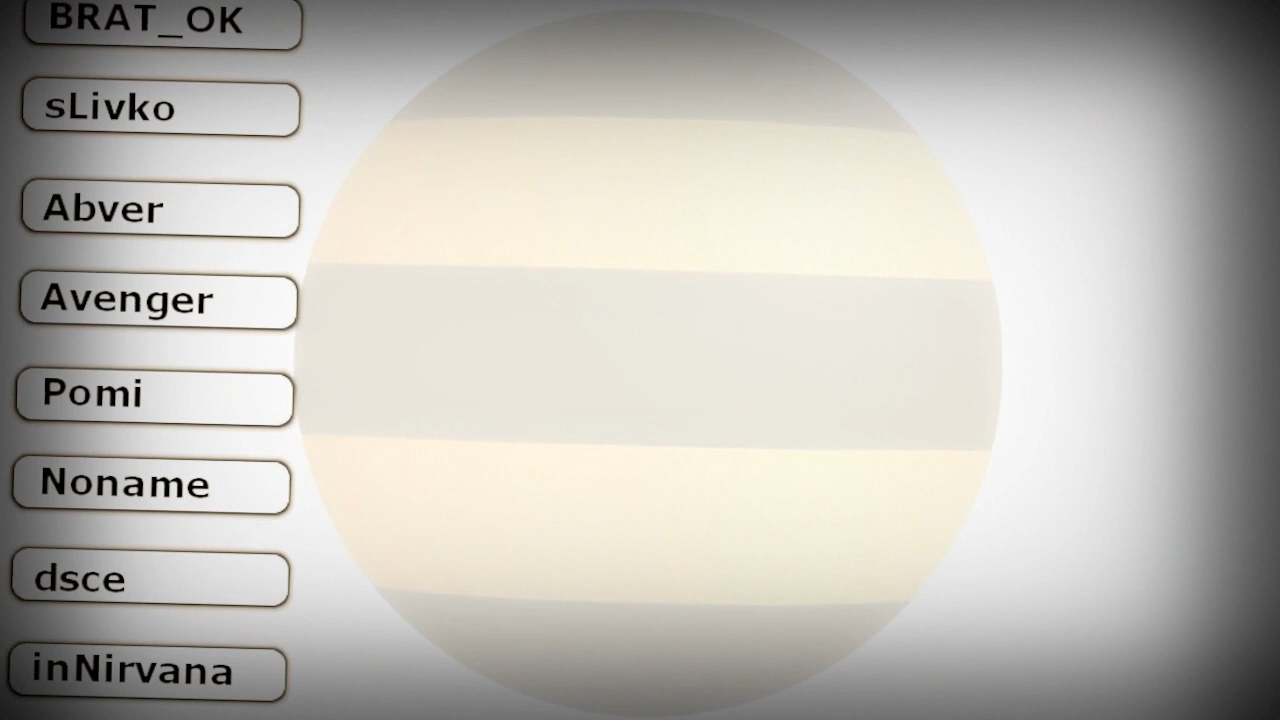 BRAT_OK
sLivko
Abver
Avenger
Pomi
Noname
dsce
inNirvana